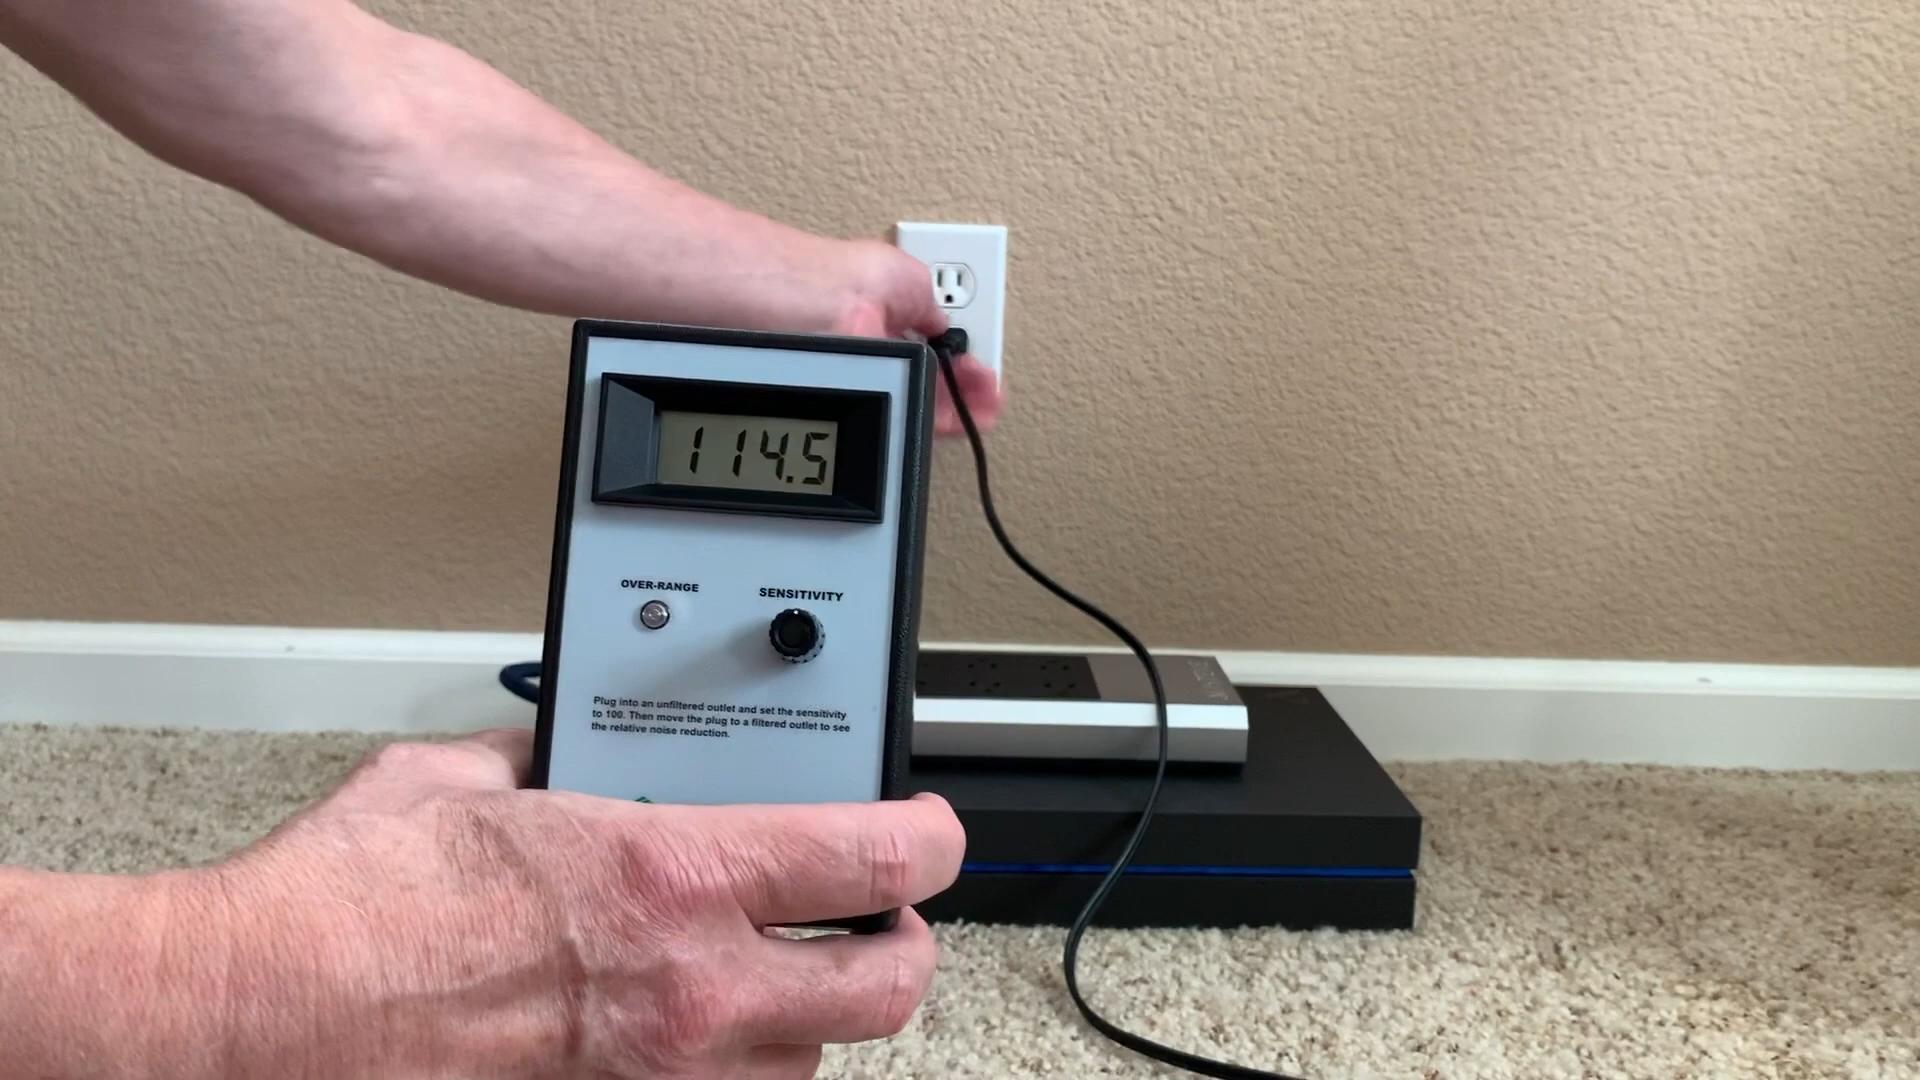 114.5
OVER-RANGE
SENSITIVITY
Plug into an unfiltered outlet and set the sensitivity
to 100. Then move the plug to a filtered outlet to see
the relative noise reduction.